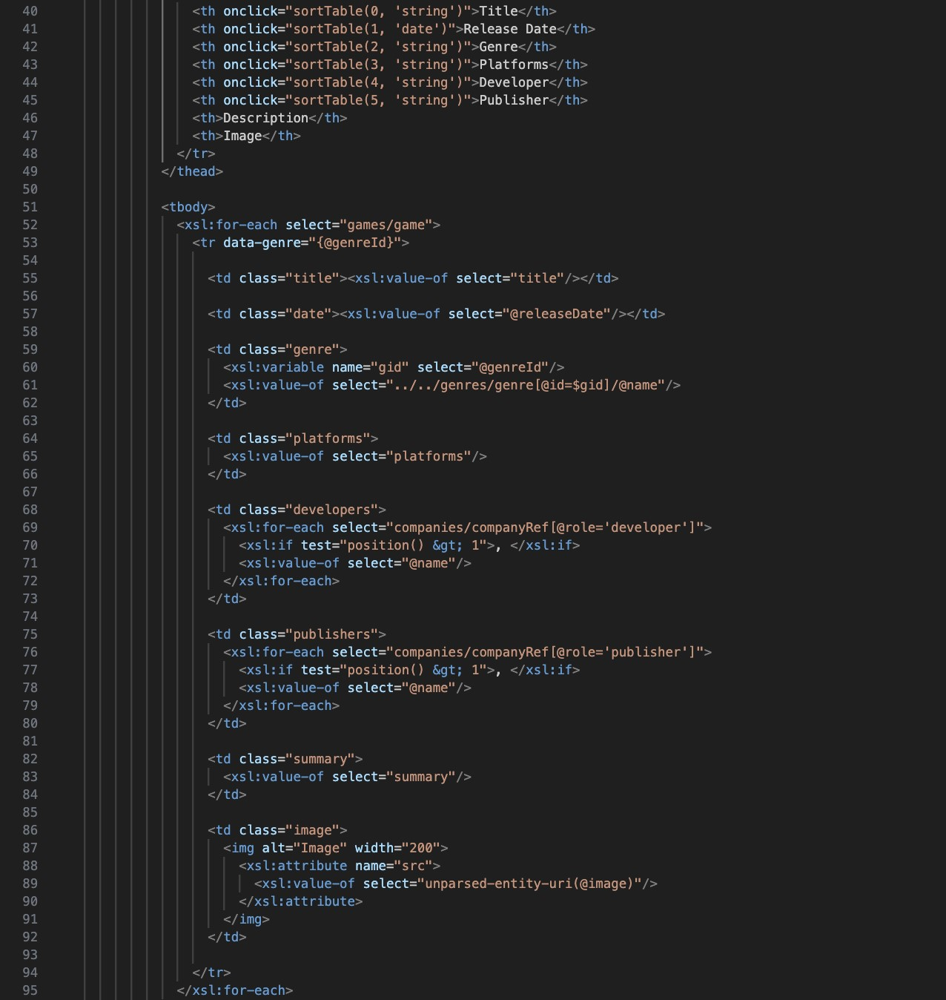 40 <th onclick="sortTable(0, 'string')">Title</th>
41 <th onclick="sortTable(1, 'date')">Release Date</th>
42 <th onclick="sortTable(2, 'string')">Genre</th>
43 <th onclick="sortTable(3, 'string')">Platforms</th>
44 <th onclick="sortTable(4, 'string')">Developer</th>
45 <th onclick="sortTable(5, 'string')">Publisher</th>
46 <th>Description</th>
47 <th>Image</th>
48 </tr>
49 </thead>
50
51 <tbody>
52 <xsl:for-each select="games/game">
53 <tr data-genre="{@genreId}">
54
55 <td class="title"><xsl:value-of select="title"/></td>
56
57 <td class="date"><xsl:value-of select="@releaseDate"/></td>
58
59 <td class="genre">
60 <xsl:variable name="gid" select="@genreId"/>
61 <xsl:value-of select="../../genres/genre[@id=$gid]/@name"/>
62 </td>
63
64 <td class="platforms">
65 <xsl:value-of select="platforms"/>
66 </td>
67
68 <td class="developers">
69 <xsl:for-each select="companies/companyRef[@role='developer']">
70 <xsl:if test="position() &gt; 1">, </xsl:if>
71 <xsl:value-of select="@name"/>
72 </xsl:for-each>
73 </td>
74
75 <td class="publishers">
76 <xsl:for-each select="companies/companyRef[@role='publisher']">
77 <xsl:if test="position() &gt; 1">, </xsl:if>
78 <xsl:value-of select="@name"/>
79 </xsl:for-each>
80 </td>
81
82 <td class="summary">
83 <xsl:value-of select="summary"/>
84 </td>
85
86 <td class="image">
87 <img alt="Image" width="200">
88 <xsl:attribute name="src">
89 <xsl:value-of select="unparsed-entity-uri(@image)"/>
90 </xsl:attribute>
91 </img>
92 </td>
93
94 </tr>
95 </xsl:for-each>